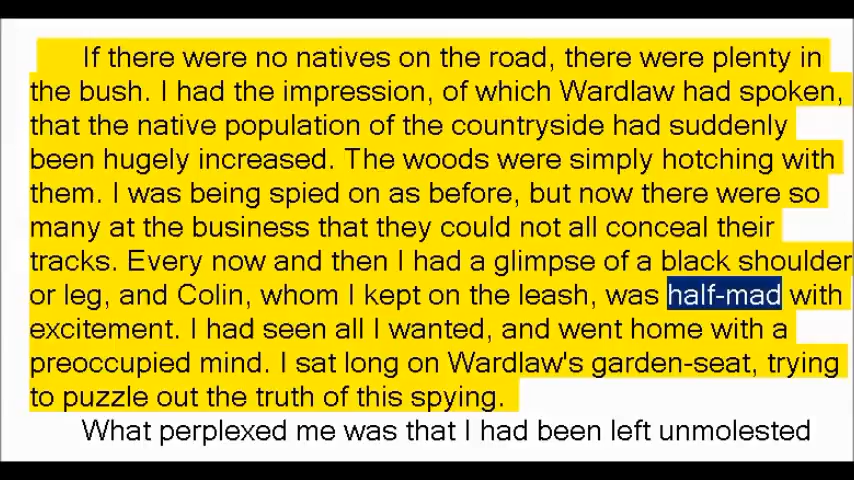 If there were no natives on the road, there were plenty in
the bush. I had the impression, of which Wardlaw had spoken,
that the native population of the countryside had suddenly
been hugely increased. The woods were simply hotching with
them. I was being spied on as before, but now there were so
many at the business that they could not all conceal their
tracks. Every now and then I had a glimpse of a black shoulder
or leg, and Colin, whom I kept on the leash, was half-mad with
excitement. I had seen all I wanted, and went home with a
preoccupied mind. I sat long on Wardlaw's garden-seat, trying
to puzzle out the truth of this spying.
What perplexed me was that I had been left unmolested